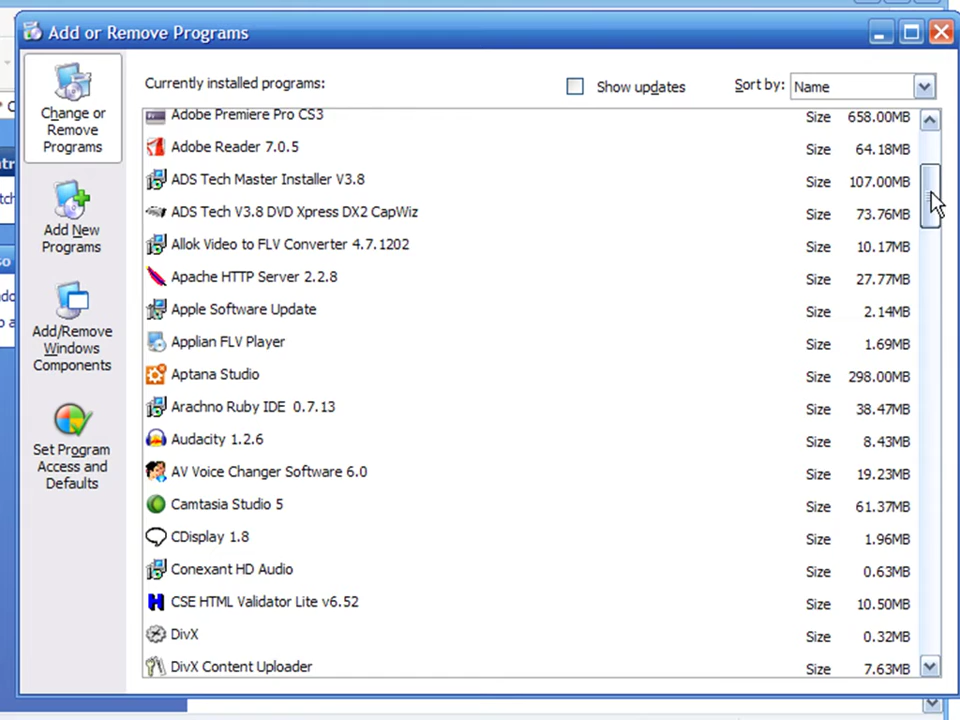 Add or Remove Programs
Change or
Remove
Programs
Add New
Programs
Add/Remove
Windows
Components
Set Program
Access and
Defaults
Currently installed programs:
Show updates
Sort by: Name
Adobe Premiere Pro CS3 Size 658.00MB
Adobe Reader 7.0.5 Size 64.18MB
ADS Tech Master Installer V3.8 Size 107.00MB
ADS Tech V3.8 DVD Xpress DX2 CapWiz Size 73.76MB
Allok Video to FLV Converter 4.7.1202 Size 10.17MB
Apache HTTP Server 2.2.8 Size 27.77MB
Apple Software Update Size 2.14MB
Applian FLV Player Size 1.69MB
Aptana Studio Size 298.00MB
Arachno Ruby IDE 0.7.13 Size 38.47MB
Audacity 1.2.6 Size 8.43MB
AV Voice Changer Software 6.0 Size 19.23MB
Camtasia Studio 5 Size 61.37MB
CDisplay 1.8 Size 1.96MB
Conexant HD Audio Size 0.63MB
CSE HTML Validator Lite v6.52 Size 10.50MB
DivX Size 0.32MB
DivX Content Uploader Size 7.63MB